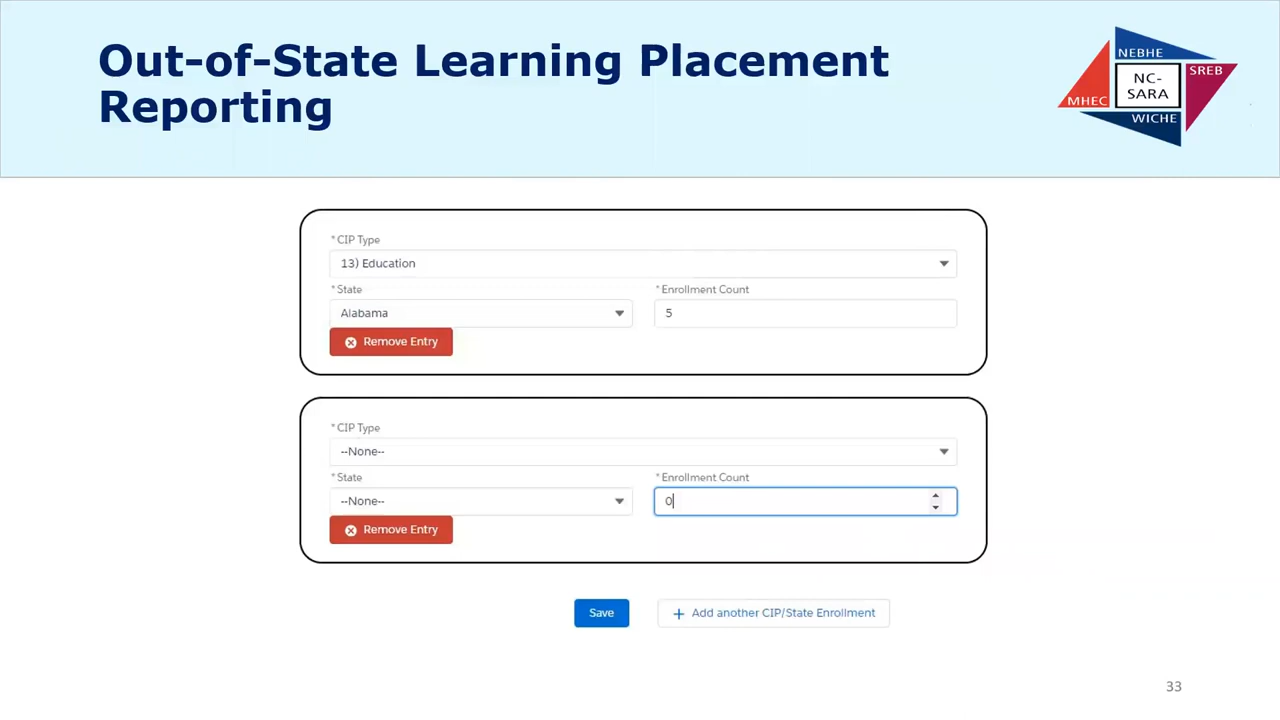 Out-of-State Learning Placement
Reporting
NEBHE
NC-
SARA
SREB
MHEC
WICHE
* CIP Type
13) Education
* State
* Enrollment Count
Alabama
5
Remove Entry
* CIP Type
--None--
* State
* Enrollment Count
--None--
0
Remove Entry
Save
+ Add another CIP/State Enrollment
33